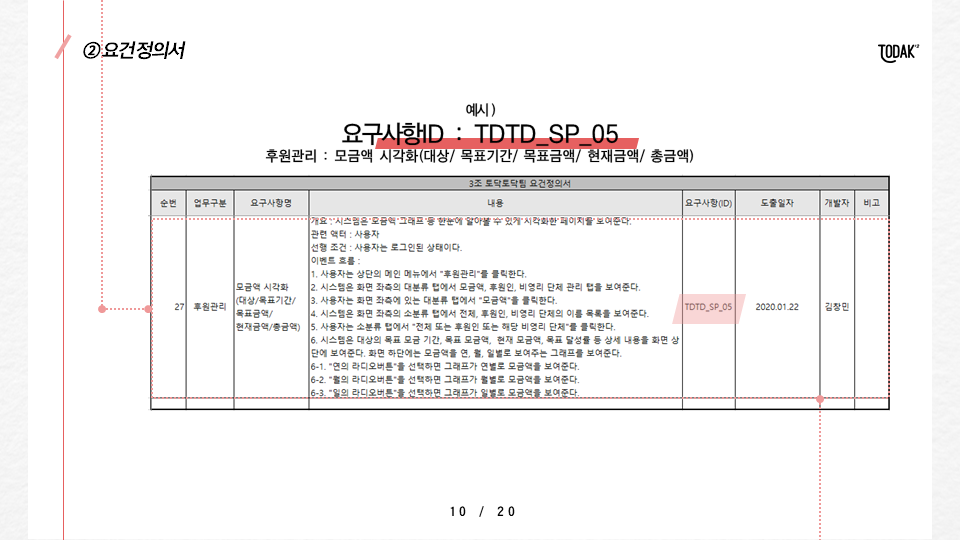 ②요건정의서
TODAK
예시)
요구사항ID : TDTD_SP_05
후원관리 : 모금액 시각화(대상/ 목표기간/ 목표금액/ 현재금액/ 총금액)
3조 토닥토닥팀 요건정의서
순번 업무구분 요구사항명 내용 요구사항(ID) 도출일자 개발자 비고
27 후원관리
모금액 시각화
(대상/목표기간/
목표금액/
현재금액/총금액)
개요 : 시스템은 모금액 그래프 등 한눈에 알아볼 수 있게 시각화한 페이지를 보여준다.
관련 액터 : 사용자
선행 조건 : 사용자는 로그인된 상태이다.
이벤트 흐름 :
1. 사용자는 상단의 메인 메뉴에서 "후원관리"를 클릭한다.
2. 시스템은 화면 좌측의 대분류 탭에서 모금액, 후원인, 비영리 단체 관리 탭을 보여준다.
3. 사용자는 화면 좌측에 있는 대분류 탭에서 "모금액"을 클릭한다.
4. 시스템은 화면 좌측의 소분류 탭에서 전체, 후원인, 비영리 단체의 이름 목록을 보여준다.
5. 사용자는 소분류 탭에서 "전체 또는 후원인 또는 해당 비영리 단체"를 클릭한다.
6. 시스템은 대상의 목표 모금 기간, 목표 모금액, 현재 모금액, 목표 달성률 등 상세 내용을 화면 상
단에 보여준다. 화면 하단에는 모금액을 연, 월, 일별로 보여주는 그래프를 보여준다.
6-1. "연의 라디오버튼"을 선택하면 그래프가 연별로 모금액을 보여준다.
6-2. "월의 라디오버튼"을 선택하면 그래프가 월별로 모금액을 보여준다.
6-3. "일의 라디오버튼"을 선택하면 그래프가 일별로 모금액을 보여준다.
TDTD_SP_05 2020.01.22 김창민
10 / 20